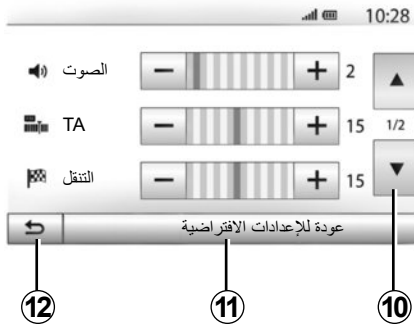 10:28
الصوت − + 2
TA − + 15 1/2
التنقل − + 15
عودة للإعدادات الافتراضية
12 11 10